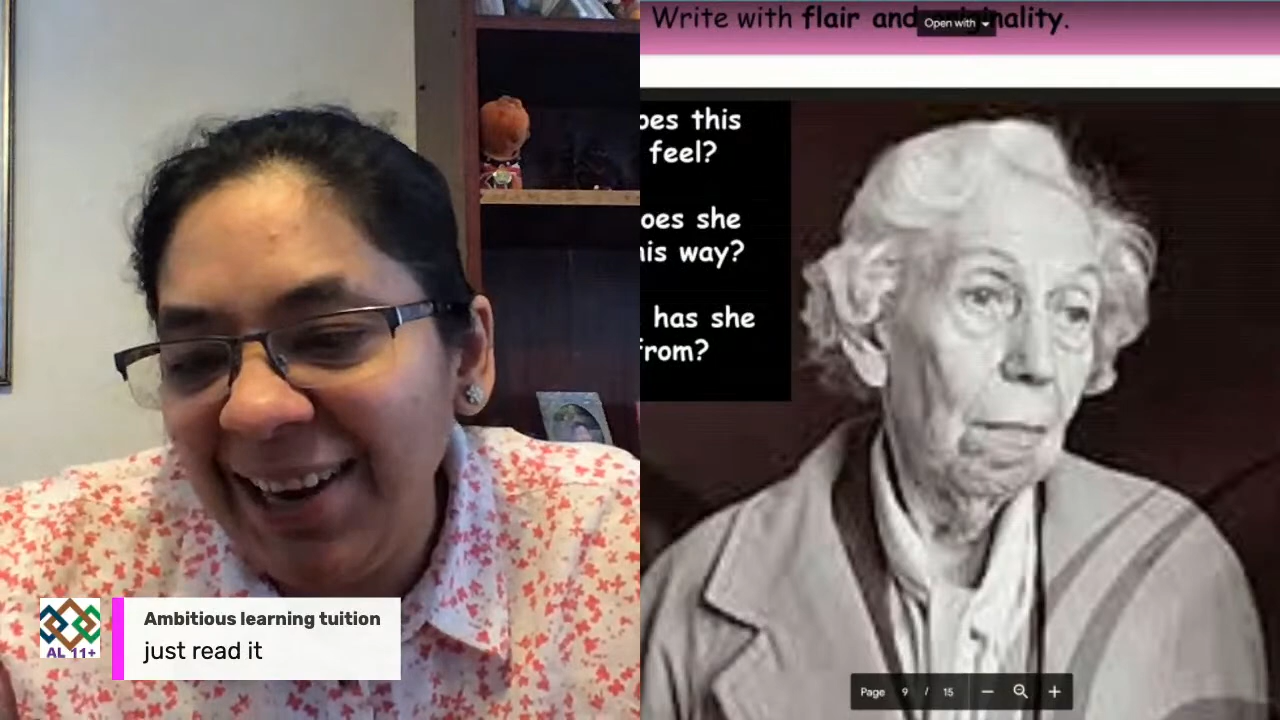 Write with flair and originality.
Open with
oes this
feel?
oes she
his way?
has she
from?
AL 11+
Ambitious learning tuition
just read it
Page 9 / 15